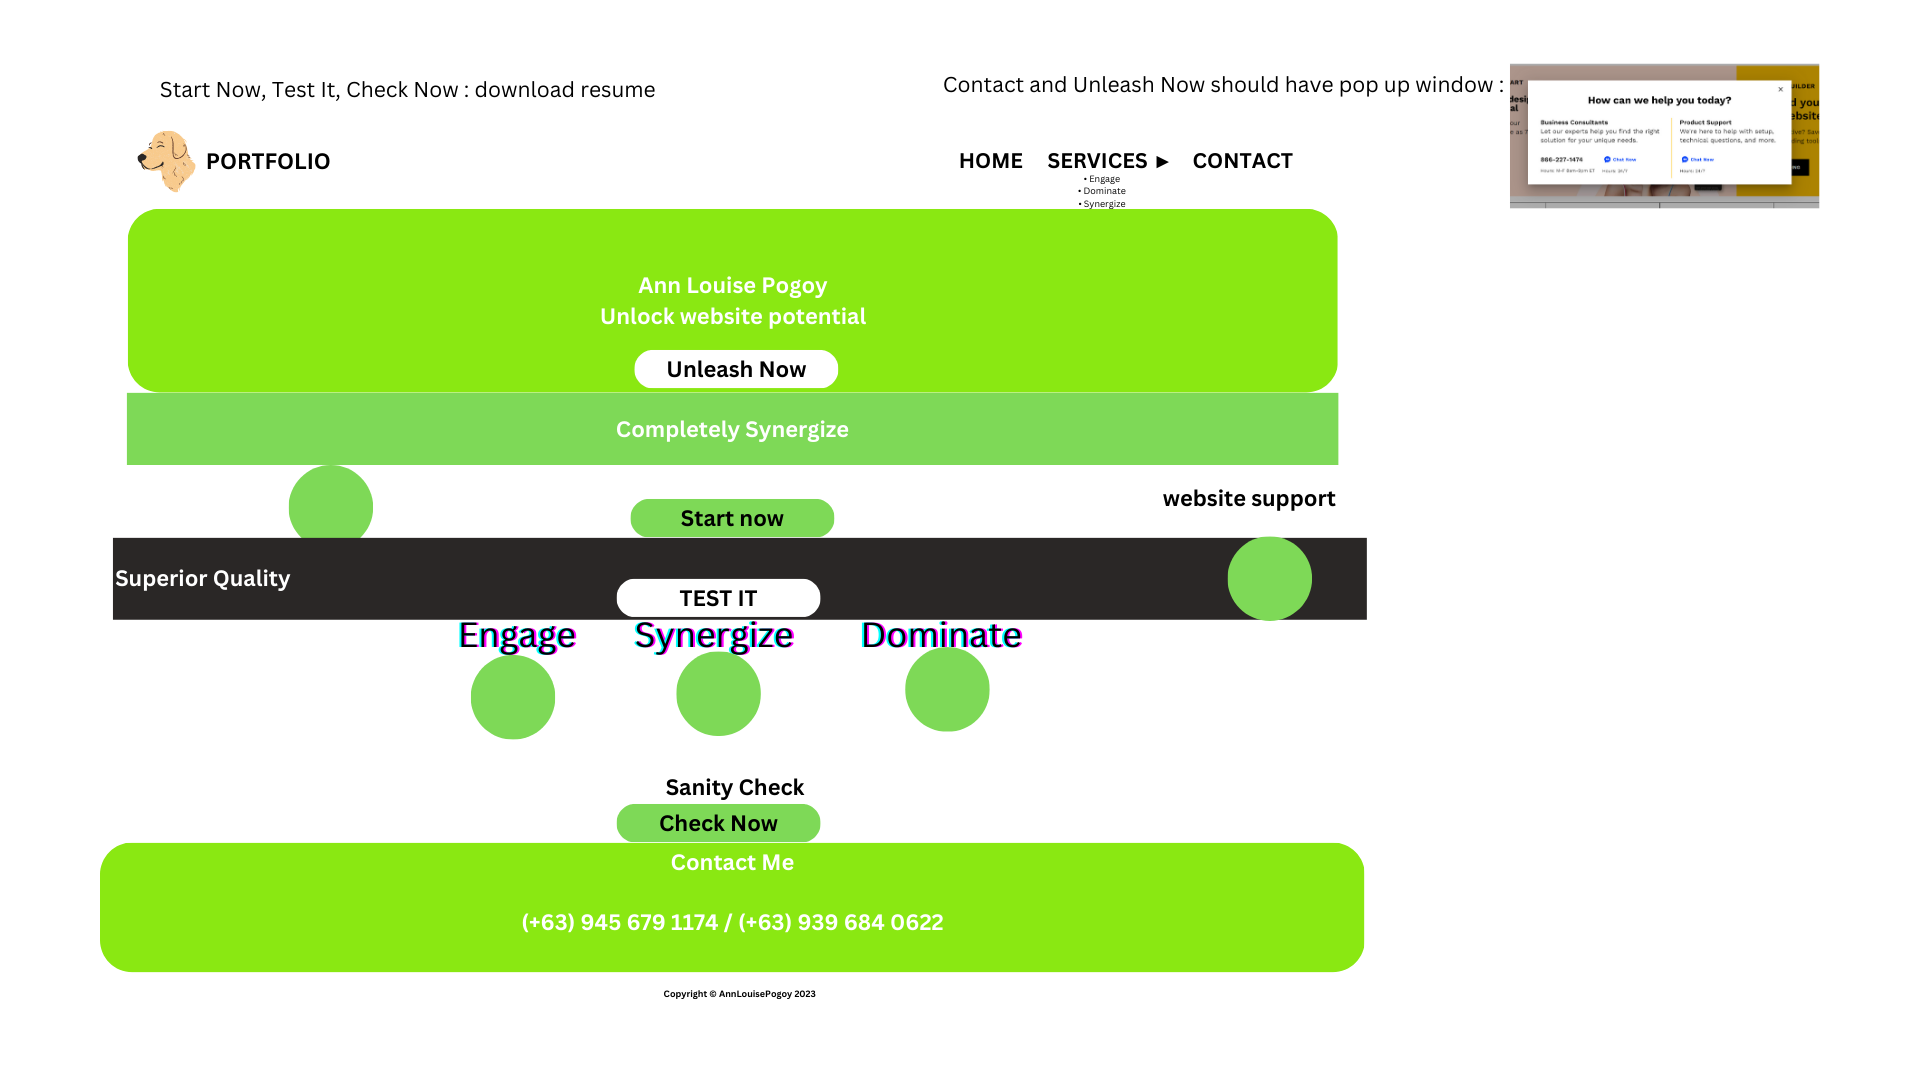 Start Now, Test It, Check Now : download resume
Contact and Unleash Now should have pop up window :
PORTFOLIO
HOME SERVICES ► CONTACT
• Engage
• Dominate
• Synergize
How can we help you today?
×
Business Consultants
Let our experts help you find the right
solution for your unique needs.
866-227-1474 Chat Now
Product Support
We're here to help with setup,
technical questions, and more.
Chat Now
Hours: 24/7
Ann Louise Pogoy
Unlock website potential
Unleash Now
Completely Synergize
website support
Start now
Superior Quality
TEST IT
Engage Synergize Dominate
Sanity Check
Check Now
Contact Me
(+63) 945 679 1174 / (+63) 939 684 0622
Copyright © AnnLouisePogoy 2023